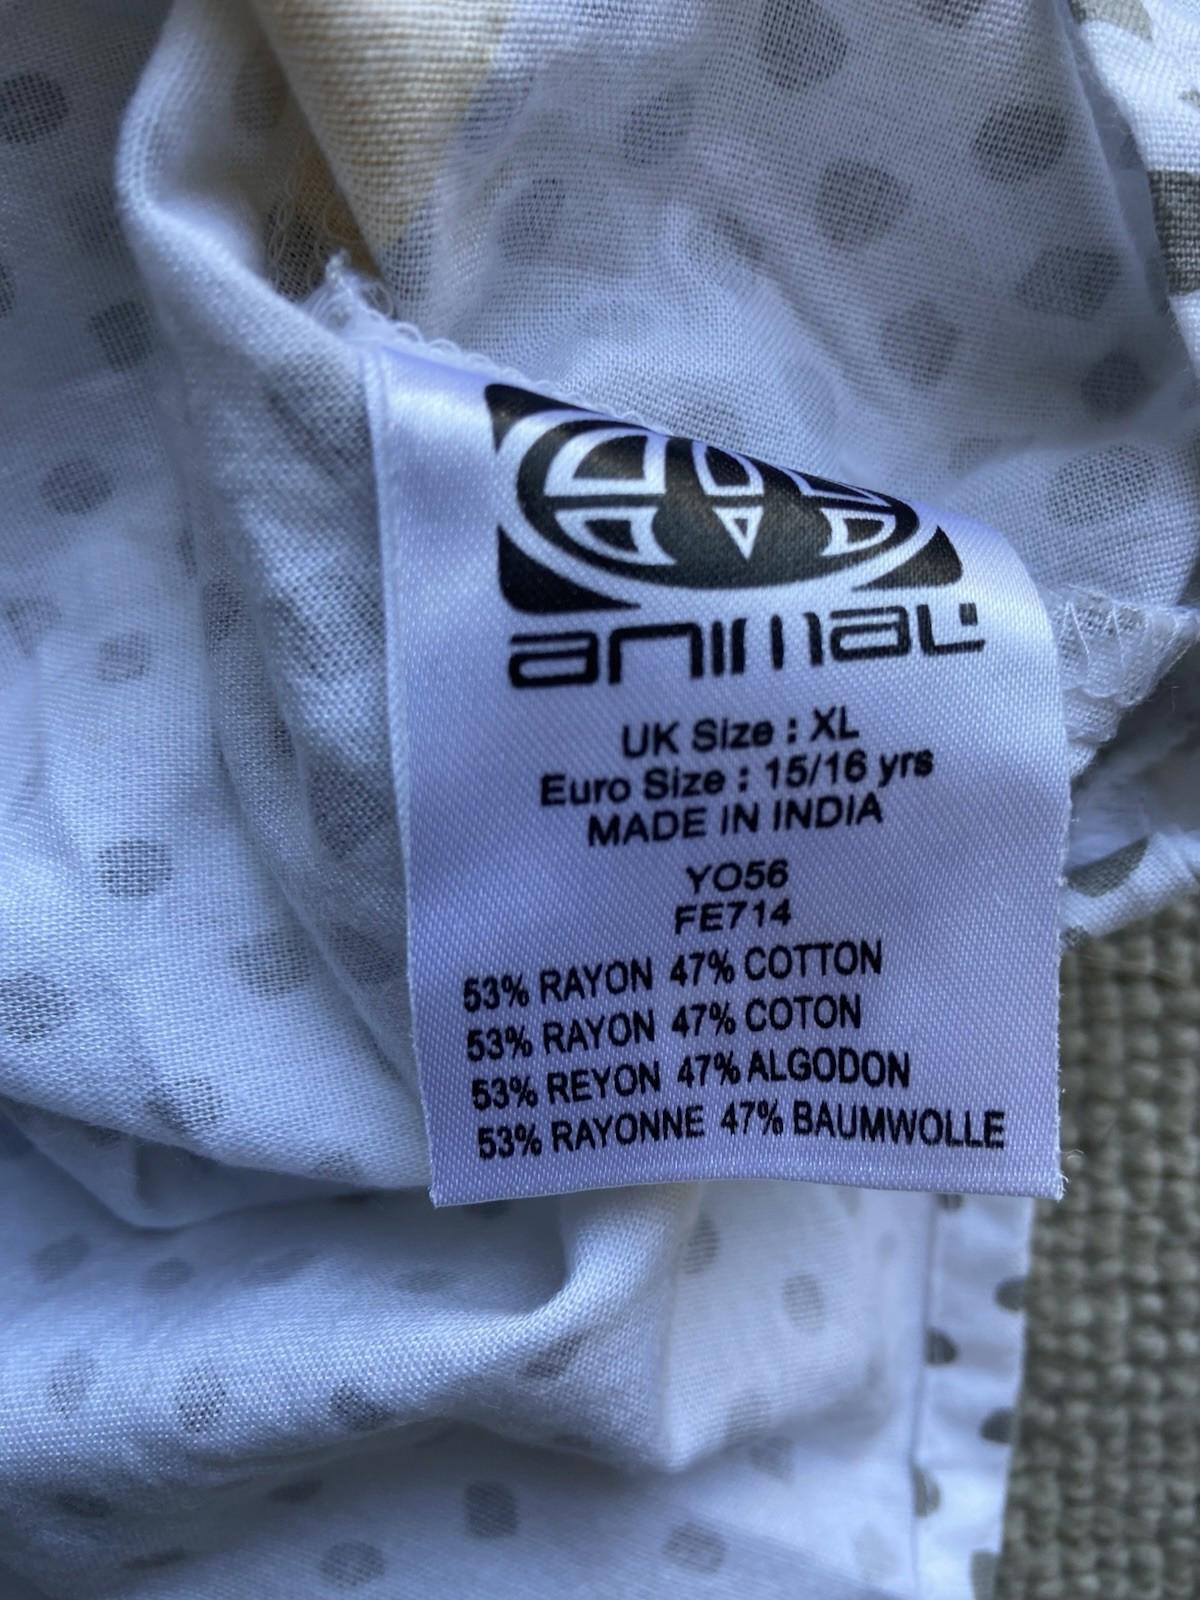 animal
UK Size : XL
Euro Size : 15/16 yrs
MADE IN INDIA
YO56
FE714
53% RAYON 47% COTTON
53% RAYON 47% COTON
53% REYON 47% ALGODON
53% RAYONNE 47% BAUMWOLLE